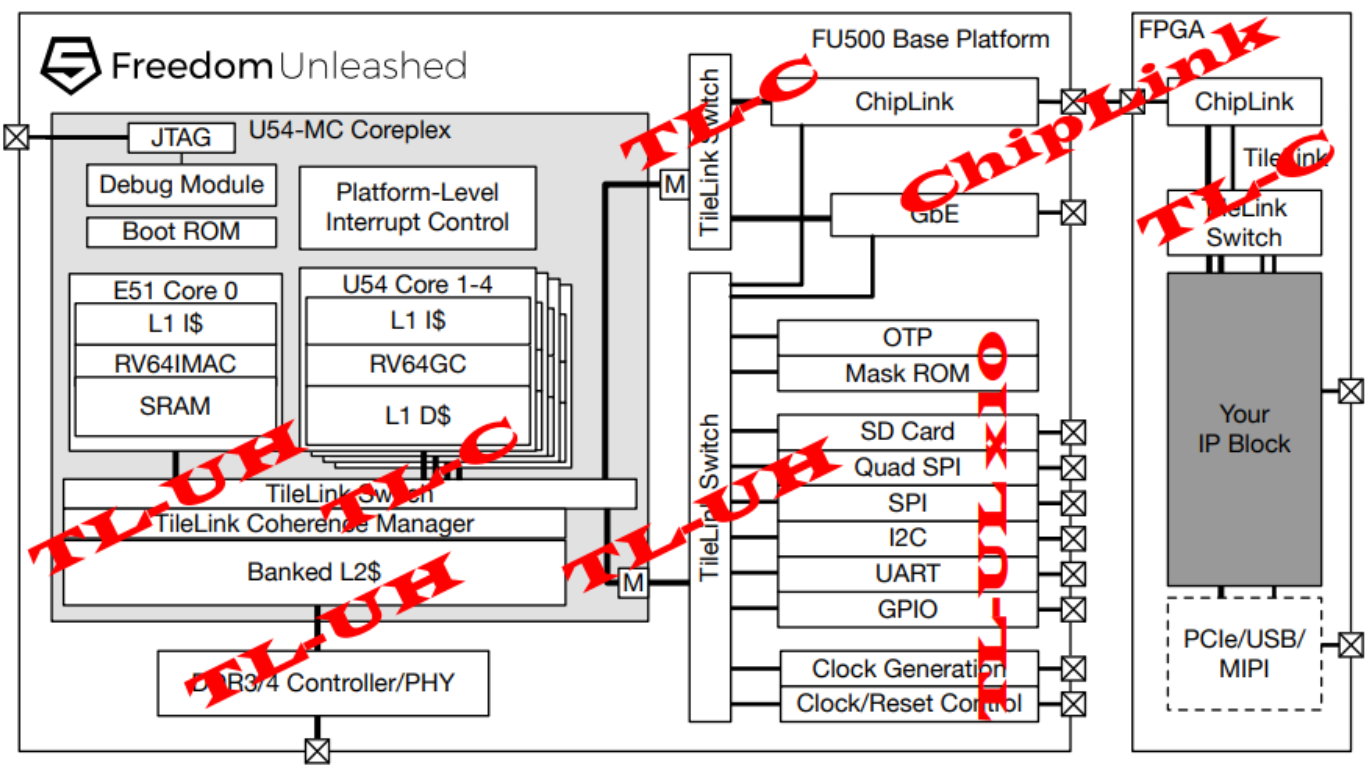 Freedom Unleashed
FU500 Base Platform
FPGA
JTAG
U54-MC Coreplex
Debug Module
Boot ROM
Platform-Level
Interrupt Control
E51 Core 0
L1 I$
RV64IMAC
SRAM
U54 Core 1-4
L1 I$
RV64GC
L1 D$
TL-UH
TL-C
TileLink Switch
TileLink Coherence Manager
Banked L2$
TL-UH
DDR3/4 Controller/PHY
M
M
TL-C
TileLink Switch
ChipLink
GbE
TL-UH
TileLink Switch
OTP
Mask ROM
SD Card
Quad SPI
SPI
I2C
UART
GPIO
Clock Generation
Clock/Reset Control
TL-UL x10
ChipLink
ChipLink
TileLink
TL-C
TileLink
Switch
Your
IP Block
PCIe/USB/
MIPI